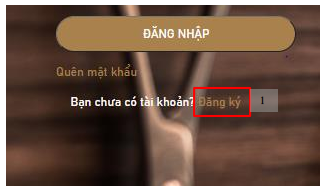 ĐĂNG NHẬP
Quên mật khẩu
Bạn chưa có tài khoản? Đăng ký 1